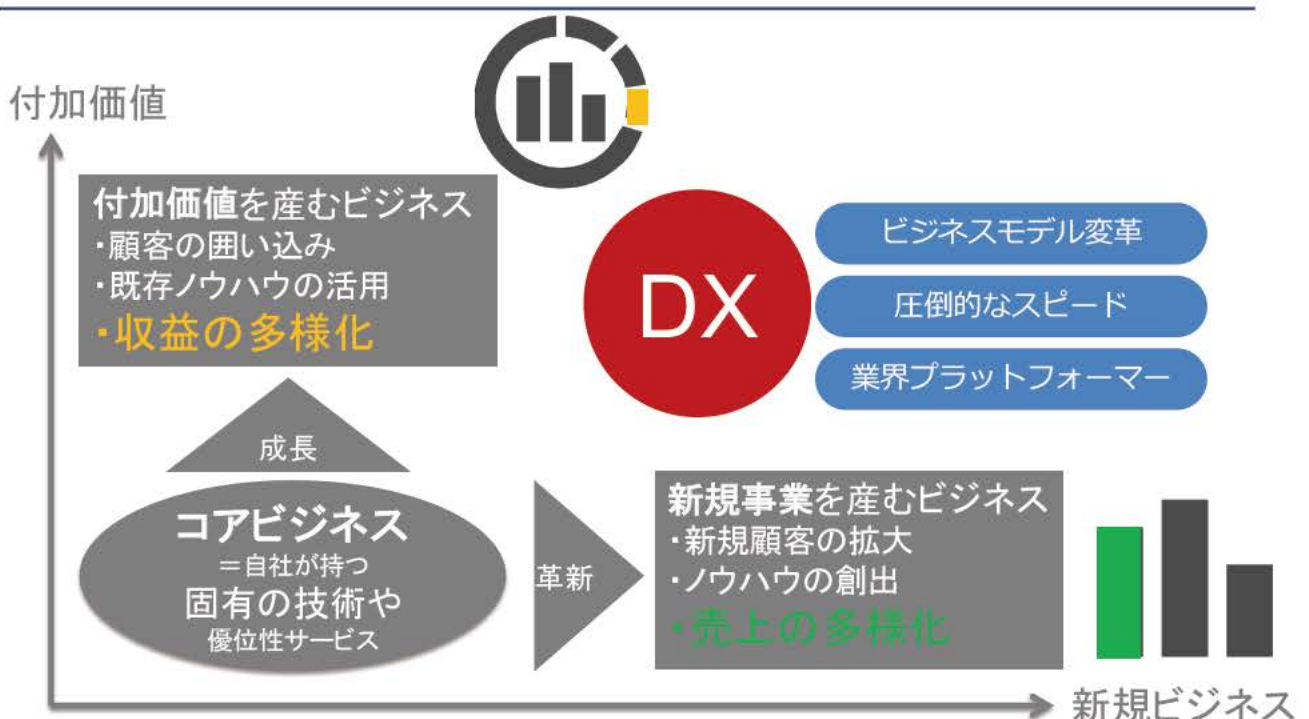 付加価値
付加価値を産むビジネス
・顧客の囲い込み
・既存ノウハウの活用
・収益の多様化
DX
ビジネスモデル変革
圧倒的なスピード
業界プラットフォーマー
成長
コアビジネス
＝自社が持つ
固有の技術や
優位性サービス
革新
新規事業を産むビジネス
・新規顧客の拡大
・ノウハウの創出
・売上の多様化
新規ビジネス